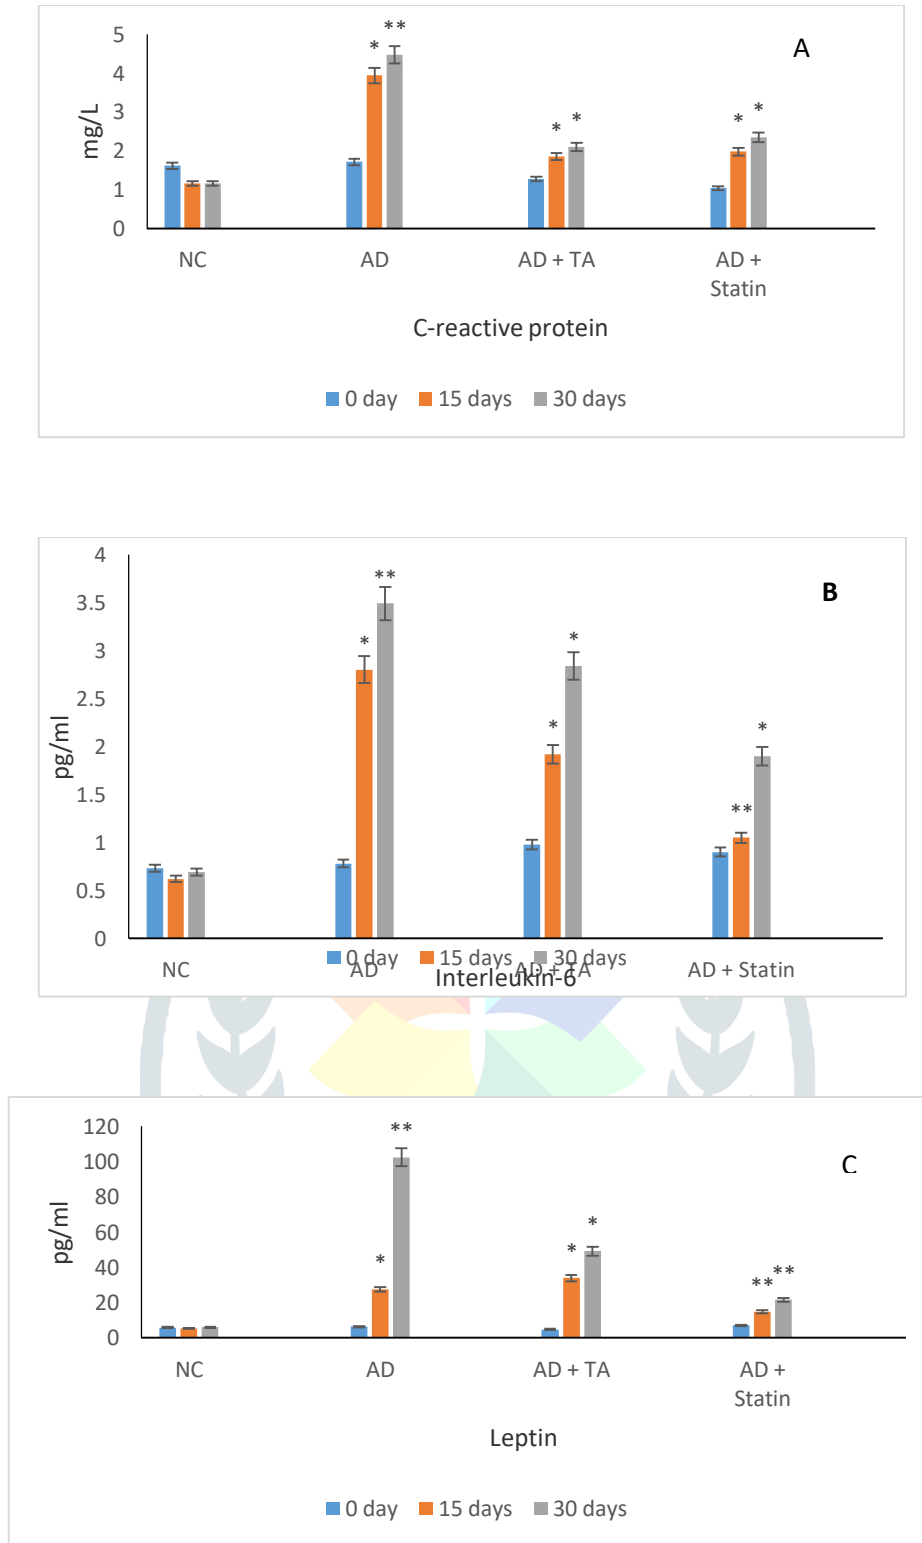 A
5
4
3
2
1
0
mg/L
* **
* *
* *
NC AD AD + TA AD +
Statin
C-reactive protein
0 day 15 days 30 days
B
4
3.5
3
2.5
2
1.5
1
0.5
0
pg/ml
* **
* *
** *
0 day 15 days 30 days
NC AD AD + TA AD + Statin
Interleukin-6
C
120
100
80
60
40
20
0
pg/ml
* **
* *
** **
NC AD AD + TA AD +
Statin
Leptin
0 day 15 days 30 days